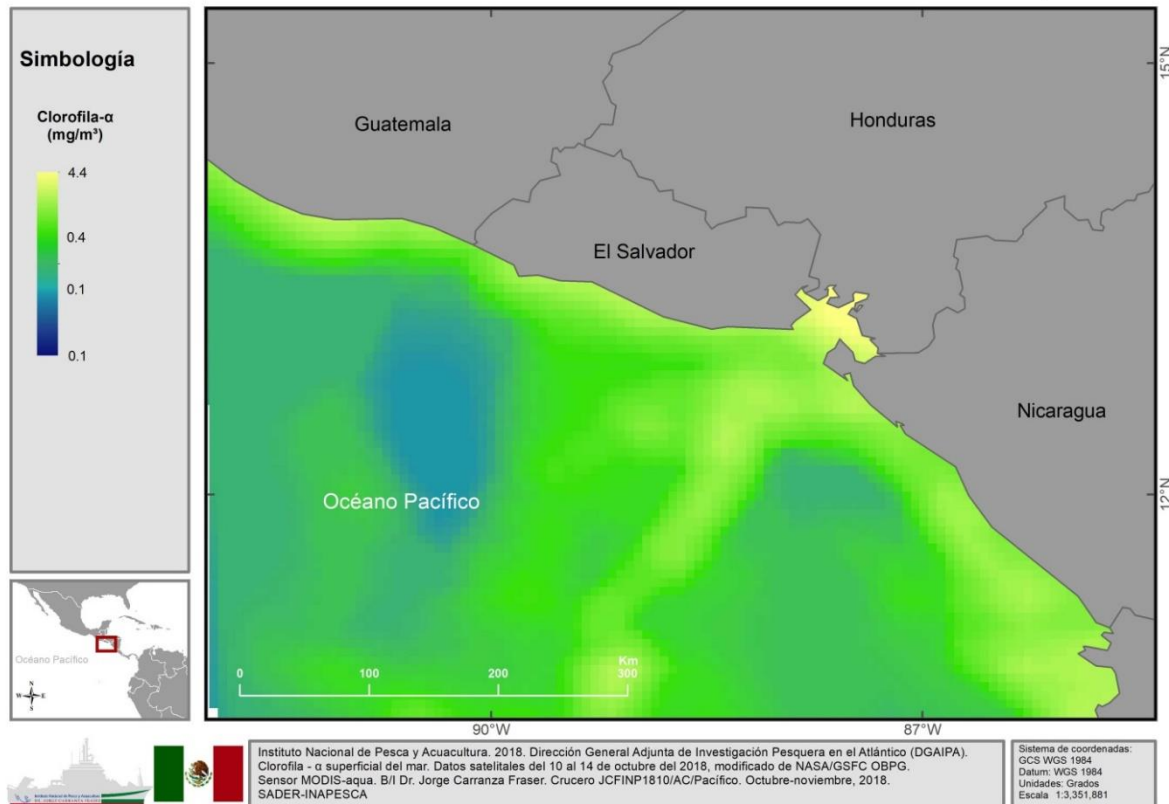 Simbología
Clorofila-α
(mg/m³)
4.4
0.4
0.1
0.1
Guatemala
Honduras
El Salvador
Nicaragua
Océano Pacífico
15°N
12°N
Km
0 100 200 300
90°W 87°W
Océano Pacífico
N
W E
S
Instituto Nacional de Pesca y Acuacultura. 2018. Dirección General Adjunta de Investigación Pesquera en el Atlántico (DGAIPA).
Clorofila - α superficial del mar. Datos satelitales del 10 al 14 de octubre del 2018, modificado de NASA/GSFC OBPG.
Sensor MODIS-aqua. B/I Dr. Jorge Carranza Fraser. Crucero JCFINP1810/AC/Pacífico. Octubre-noviembre, 2018.
SADER-INAPESCA
Sistema de coordenadas:
GCS WGS 1984
Datum: WGS 1984
Unidades: Grados
Escala 1:3,351,881